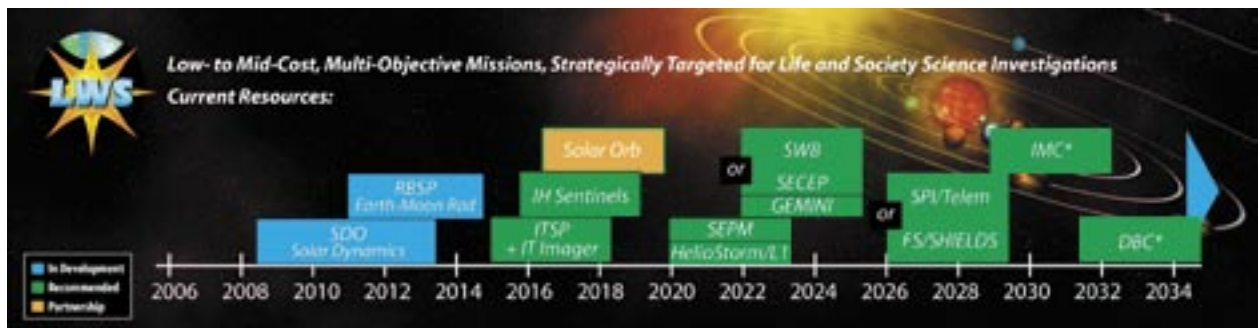 LWS
Low- to Mid-Cost, Multi-Objective Missions, Strategically Targeted for Life and Society Science Investigations
Current Resources:
Solar Orb
SWB
IMC*
or
RBSP
Earth-Moon Rad
IH Sentinels
SECEP
GEMINI
SPI/Telem
or
SDO
Solar Dynamics
ITSP
+ IT Imager
SEPM
HelioStorm/L1
FS/SHIELDS
DBC*
In Development
Recommended
Partnership
2006 2008 2010 2012 2014 2016 2018 2020 2022 2024 2026 2028 2030 2032 2034